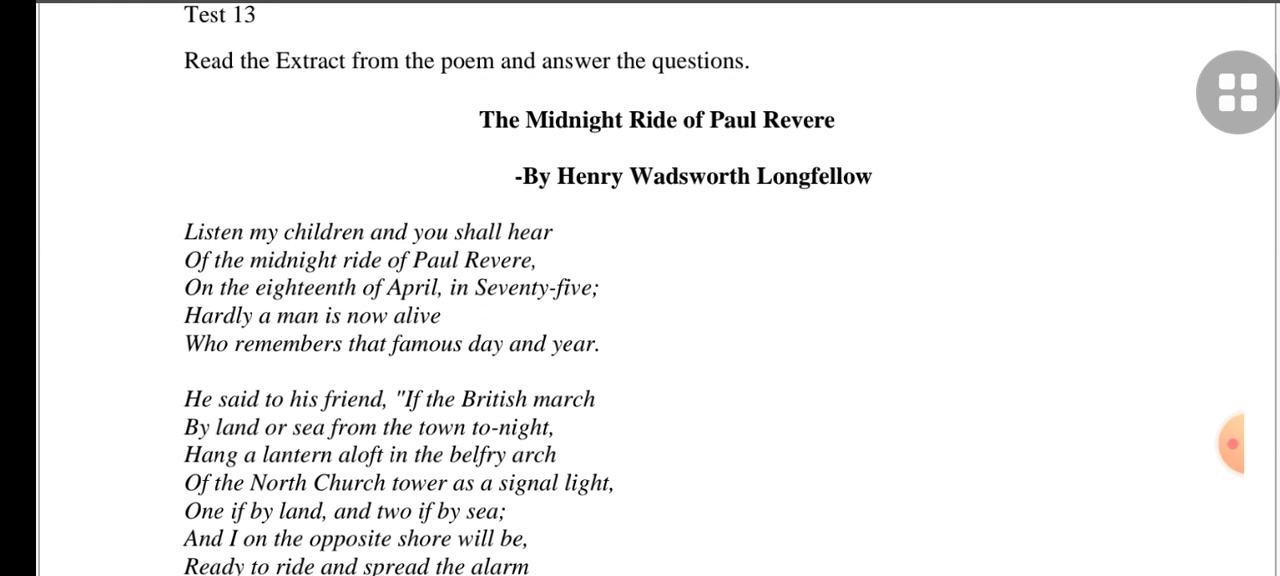 Test 13
Read the Extract from the poem and answer the questions.
The Midnight Ride of Paul Revere
-By Henry Wadsworth Longfellow
Listen my children and you shall hear
Of the midnight ride of Paul Revere,
On the eighteenth of April, in Seventy-five;
Hardly a man is now alive
Who remembers that famous day and year.
He said to his friend, "If the British march
By land or sea from the town to-night,
Hang a lantern aloft in the belfry arch
Of the North Church tower as a signal light,
One if by land, and two if by sea;
And I on the opposite shore will be,
Ready to ride and spread the alarm